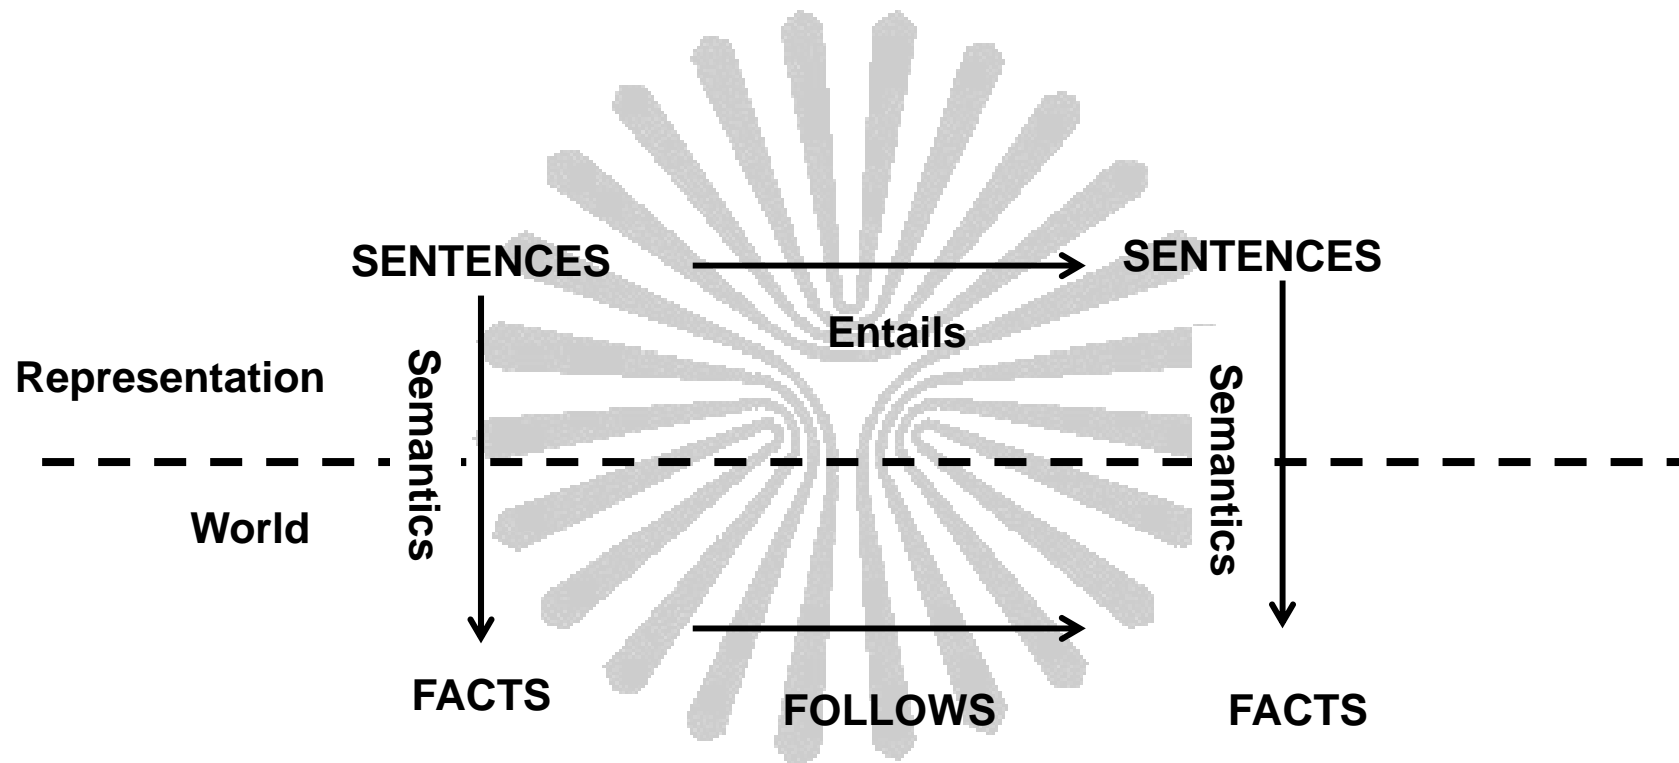 SENTENCES
SENTENCES
Entails
Representation
Semantics
Semantics
World
FACTS
FOLLOWS
FACTS